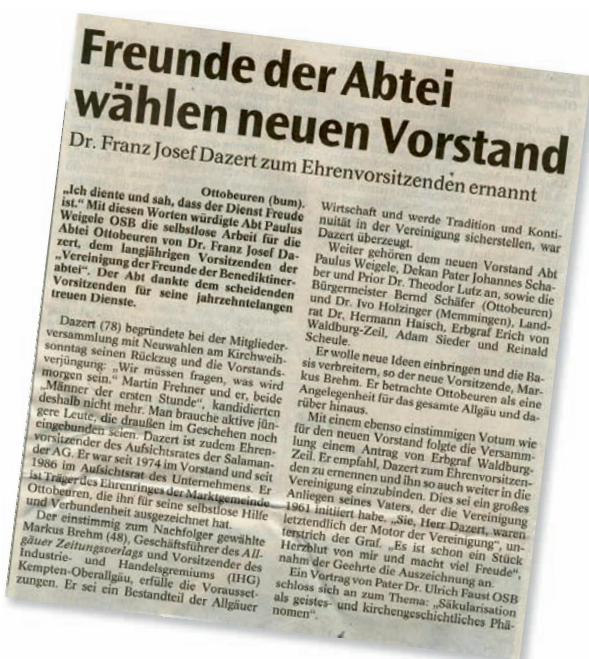 Freunde der Abtei
wählen neuen Vorstand
Dr. Franz Josef Dazert zum Ehrenvorsitzenden ernannt
Ottobeuren (bum).
„Ich diente und sah, dass der Dienst Freude
ist.“ Mit diesen Worten würdigte Abt Paulus
Weigele OSB die selbstlose Arbeit für die
Abtei Ottobeuren von Dr. Franz Josef Da-
zert, dem langjährigen Vorsitzenden der
„Vereinigung der Freunde der Benediktiner-
abtei“. Der Abt dankte dem scheidenden
Vorsitzenden für seine jahrzehntelangen
treuen Dienste.
Dazert (78) begründete bei der Mitglieder-
versammlung mit Neuwahlen am Kirchweih-
sonntag seinen Rückzug und die Vorstands-
verjüngung: „Wir müssen fragen, was wird
morgen sein.“ Martin Frehner und er, beide
„Männer der ersten Stunde“, kandidierten
deshalb nicht mehr. Man brauche aktive jün-
gere Leute, die draußen im Geschehen noch
eingebunden seien. Dazert ist zudem Ehren-
vorsitzender des Aufsichtsrates der Salaman-
der AG. Er war seit 1974 im Vorstand und seit
1986 im Aufsichtsrat des Unternehmens. Er
ist Träger des Ehrenringes der Marktgemeinde
Ottobeuren, die ihn für seine selbstlose Hilfe
und Verbundenheit ausgezeichnet hat.
Der einstimmig zum Nachfolger gewählte
Markus Brehm (48), Geschäftsführer des All-
gäuer Zeitungsverlags und Vorsitzender des
Industrie- und Handelsgremiums (IHG)
Kempten-Oberallgäu, erfülle die Vorausset-
zungen. Er sei ein Bestandteil der Allgäuer
Wirtschaft und werde Tradition und Konti-
nuität in der Vereinigung sicherstellen, war
Dazert überzeugt.
Weiter gehören dem neuen Vorstand Abt
Paulus Weigele, Dekan Pater Johannes Scha-
ber und Prior Dr. Theodor Lutz an, sowie die
Bürgermeister Bernd Schäfer (Ottobeuren)
und Dr. Ivo Holzinger (Memmingen), Land-
rat Dr. Hermann Haisch, Erbgraf Erich von
Waldburg-Zeil, Adam Sieder und Reinald
Scheule.
Er wolle neue Ideen einbringen und die Ba-
sis verbreitern, so der neue Vorsitzende, Mar-
kus Brehm. Er betrachte Ottobeuren als eine
Angelegenheit für das gesamte Allgäu und da-
rüber hinaus.
Mit einem ebenso einstimmigen Votum wie
für den neuen Vorstand folgte die Versamm-
lung einem Antrag von Erbgraf Waldburg-
Zeil. Er empfahl, Dazert zum Ehrenvorsitzen-
den zu ernennen und ihn so auch weiter in die
Vereinigung einzubinden. Dies sei ein großes
Anliegen seines Vaters, der die Vereinigung
1961 initiiert habe. „Sie, Herr Dazert, waren
letztendlich der Motor der Vereinigung“, un-
terstrich der Graf. „Es ist schon ein Stück
Herzblut von mir und macht viel Freude“,
nahm der Geehrte die Auszeichnung an.
Ein Vortrag von Pater Dr. Ulrich Faust OSB
schloss sich an zum Thema: „Säkularisation
als geistes- und kirchengeschichtliches Phä-
nomen“.